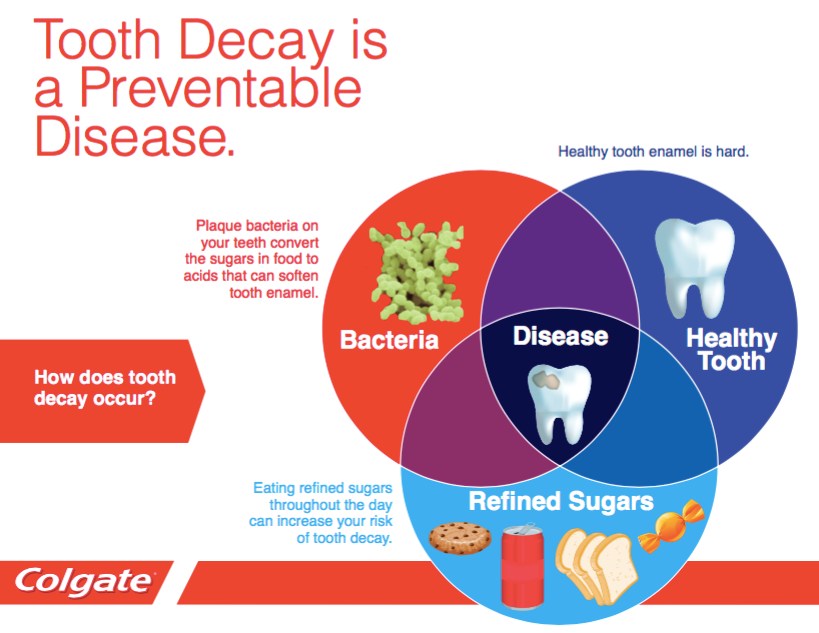 Tooth Decay is
a Preventable
Disease.
Healthy tooth enamel is hard.
Plaque bacteria on
your teeth convert
the sugars in food to
acids that can soften
tooth enamel.
Bacteria
Disease
Healthy
Tooth
How does tooth
decay occur?
Eating refined sugars
throughout the day
can increase your risk
of tooth decay.
Refined Sugars
Colgate